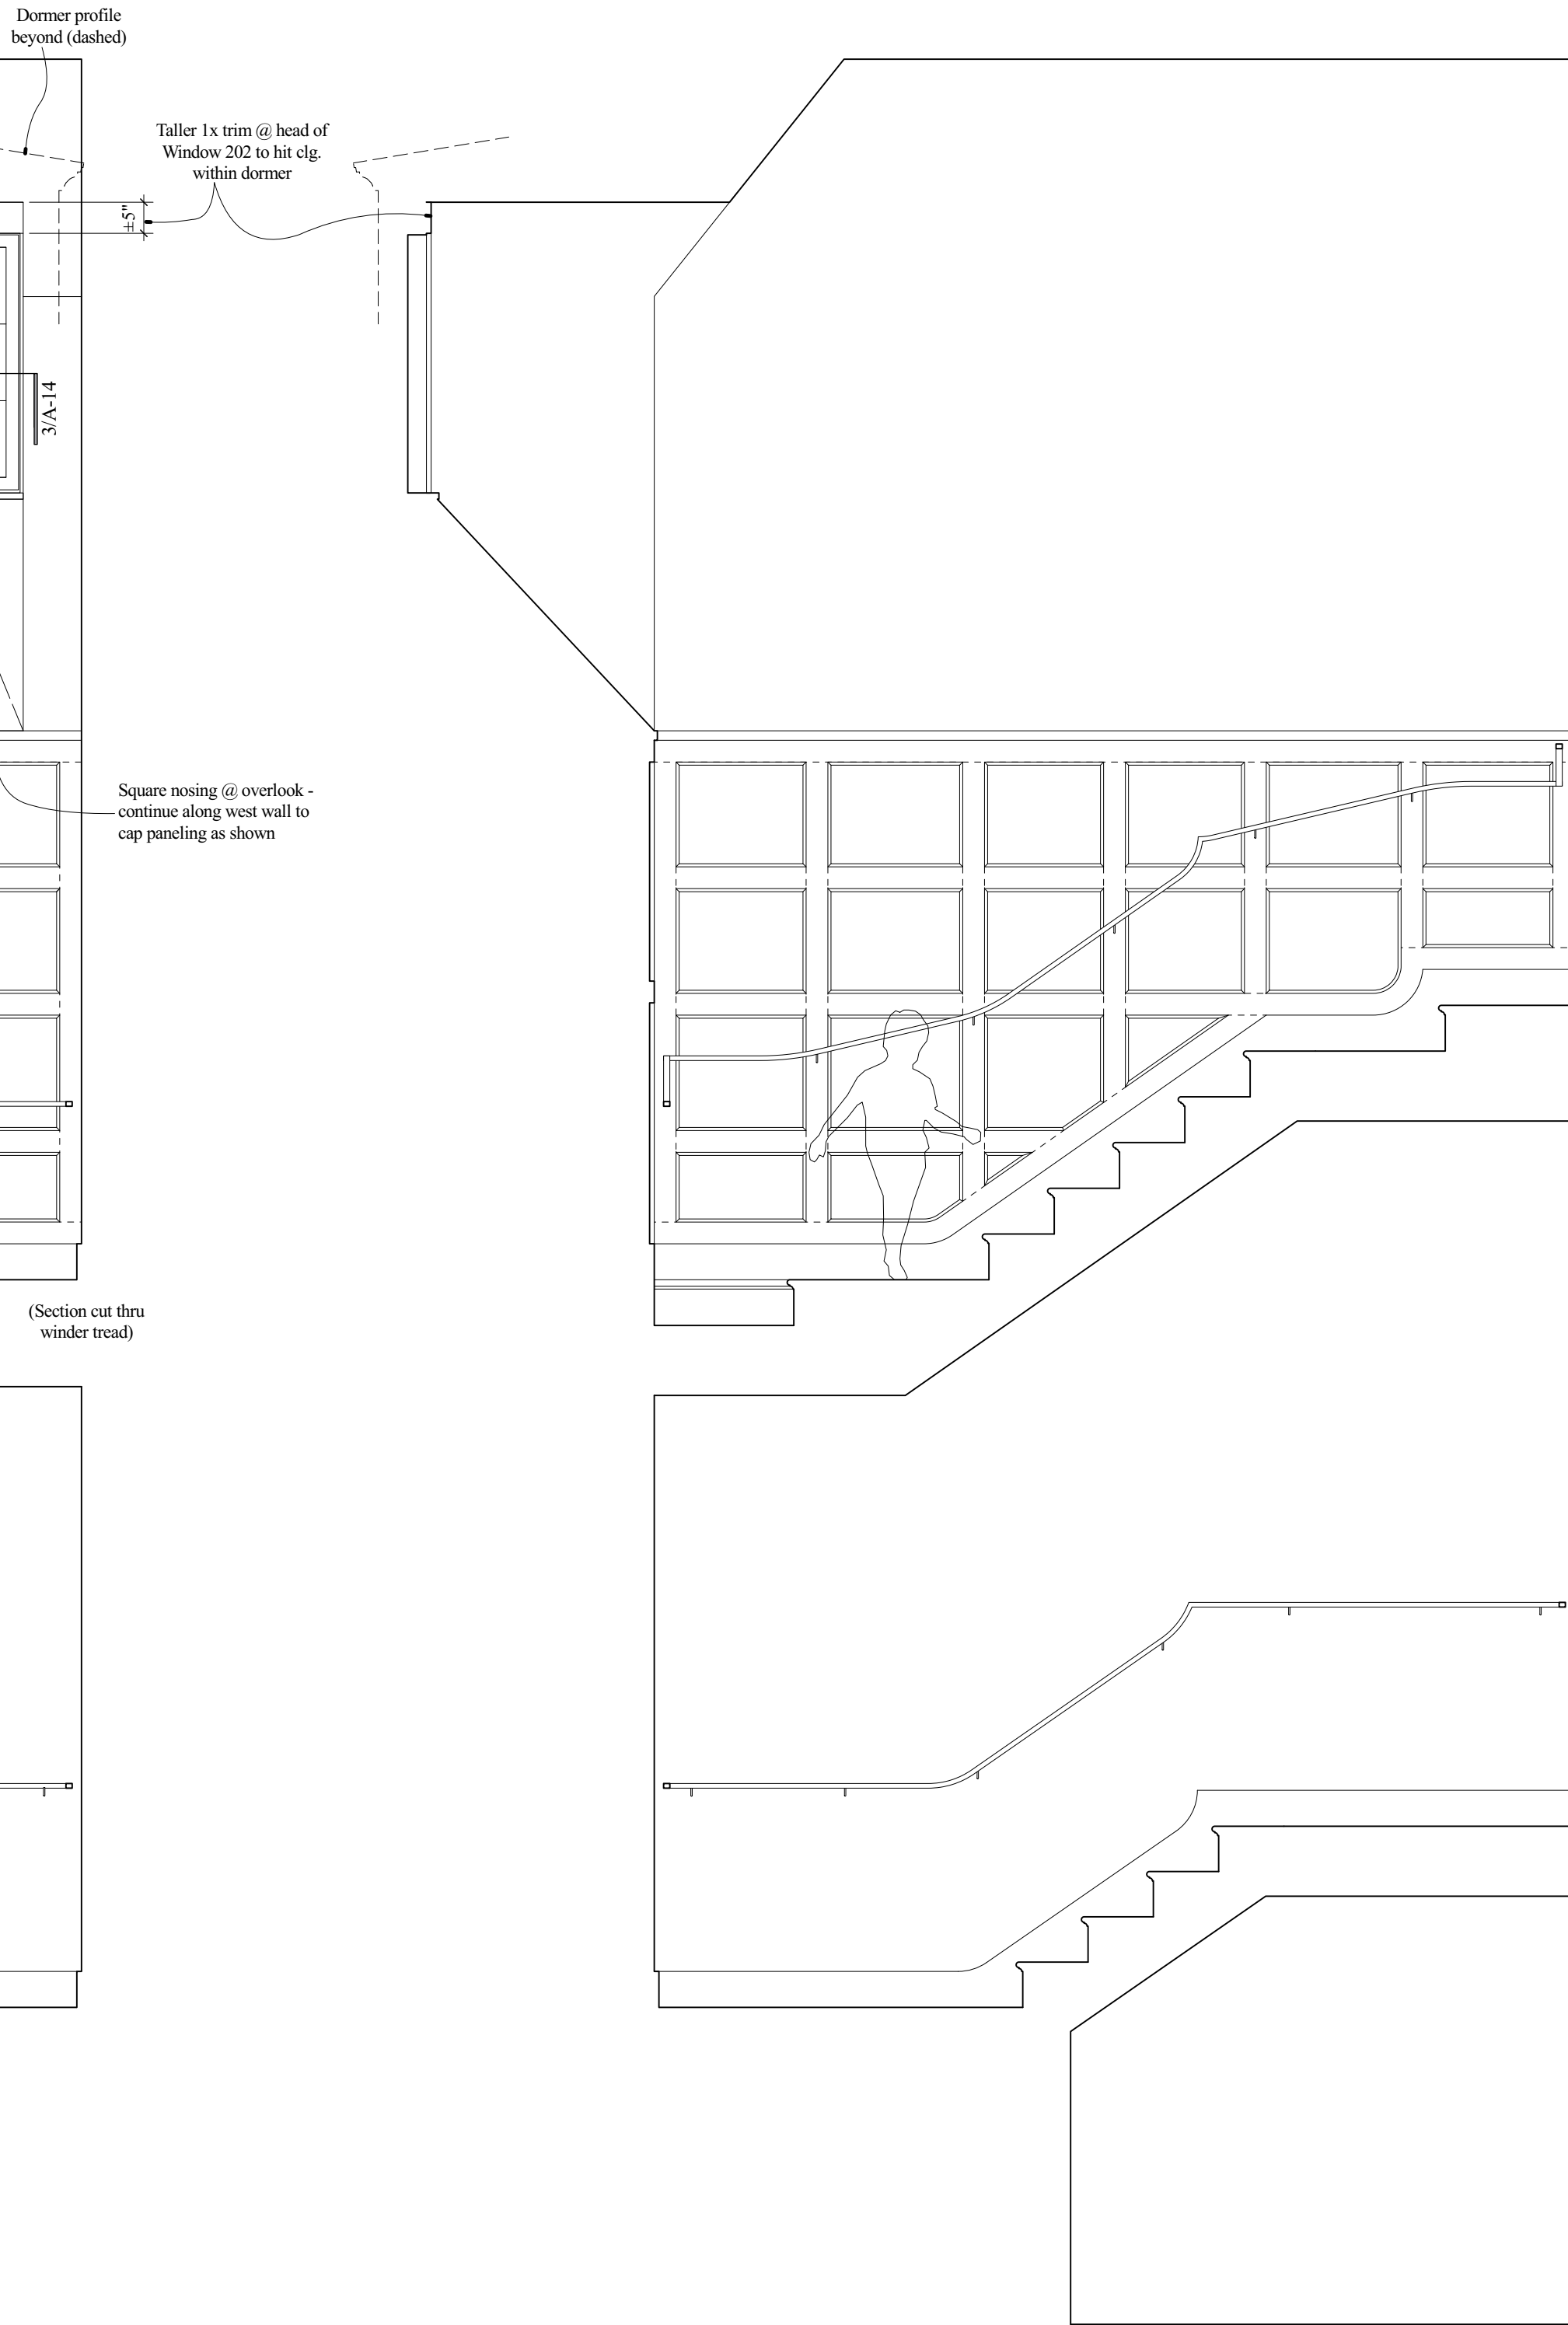 Dormer profile
beyond (dashed)
Taller 1x trim @ head of
Window 202 to hit clg.
within dormer
±5"
3/A-14
Square nosing @ overlook -
continue along west wall to
cap paneling as shown
(Section cut thru
winder tread)